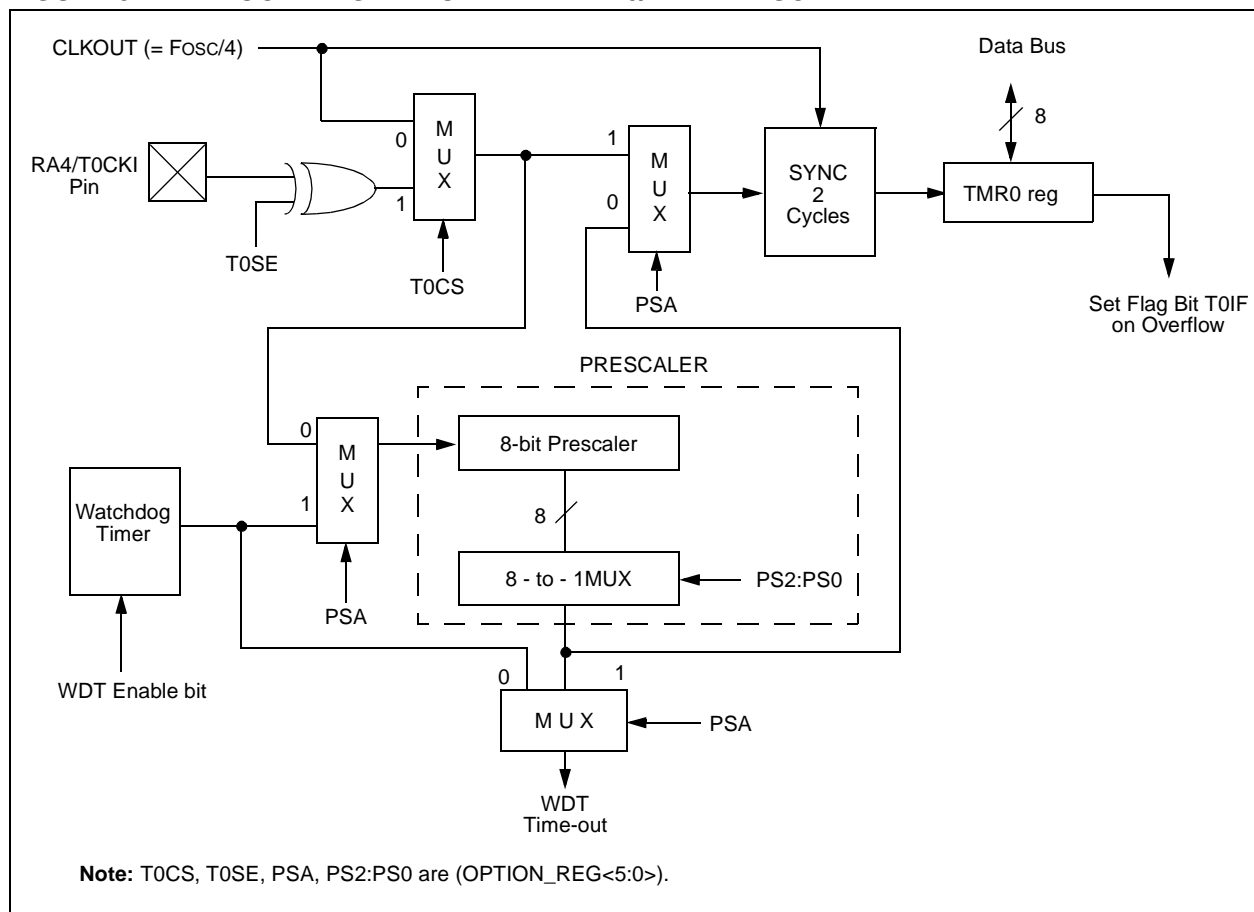 CLKOUT (= FOSC/4)
Data Bus
8
M
U
X
0
1
RA4/T0CKI
Pin
T0SE
T0CS
1
0
M
U
X
PSA
SYNC
2
Cycles
TMR0 reg
Set Flag Bit T0IF
on Overflow
PRESCALER
0
1
M
U
X
8-bit Prescaler
Watchdog
Timer
8
8 - to - 1MUX
PS2:PS0
PSA
WDT Enable bit
0
1
M U X
PSA
WDT
Time-out
Note: T0CS, T0SE, PSA, PS2:PS0 are (OPTION_REG<5:0>).